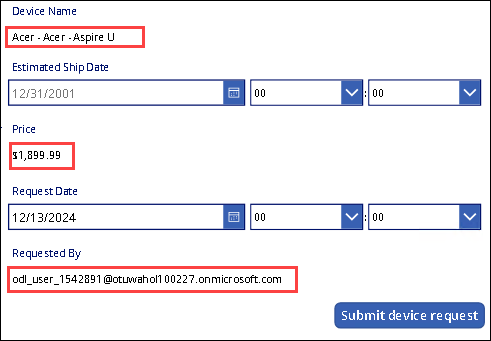 Device Name
Acer - Acer - Aspire U
Estimated Ship Date
12/31/2001 00 : 00
Price
$1,899.99
Request Date
12/13/2024 00 : 00
Requested By
odl_user_1542891@otuwahol100227.onmicrosoft.com
Submit device request